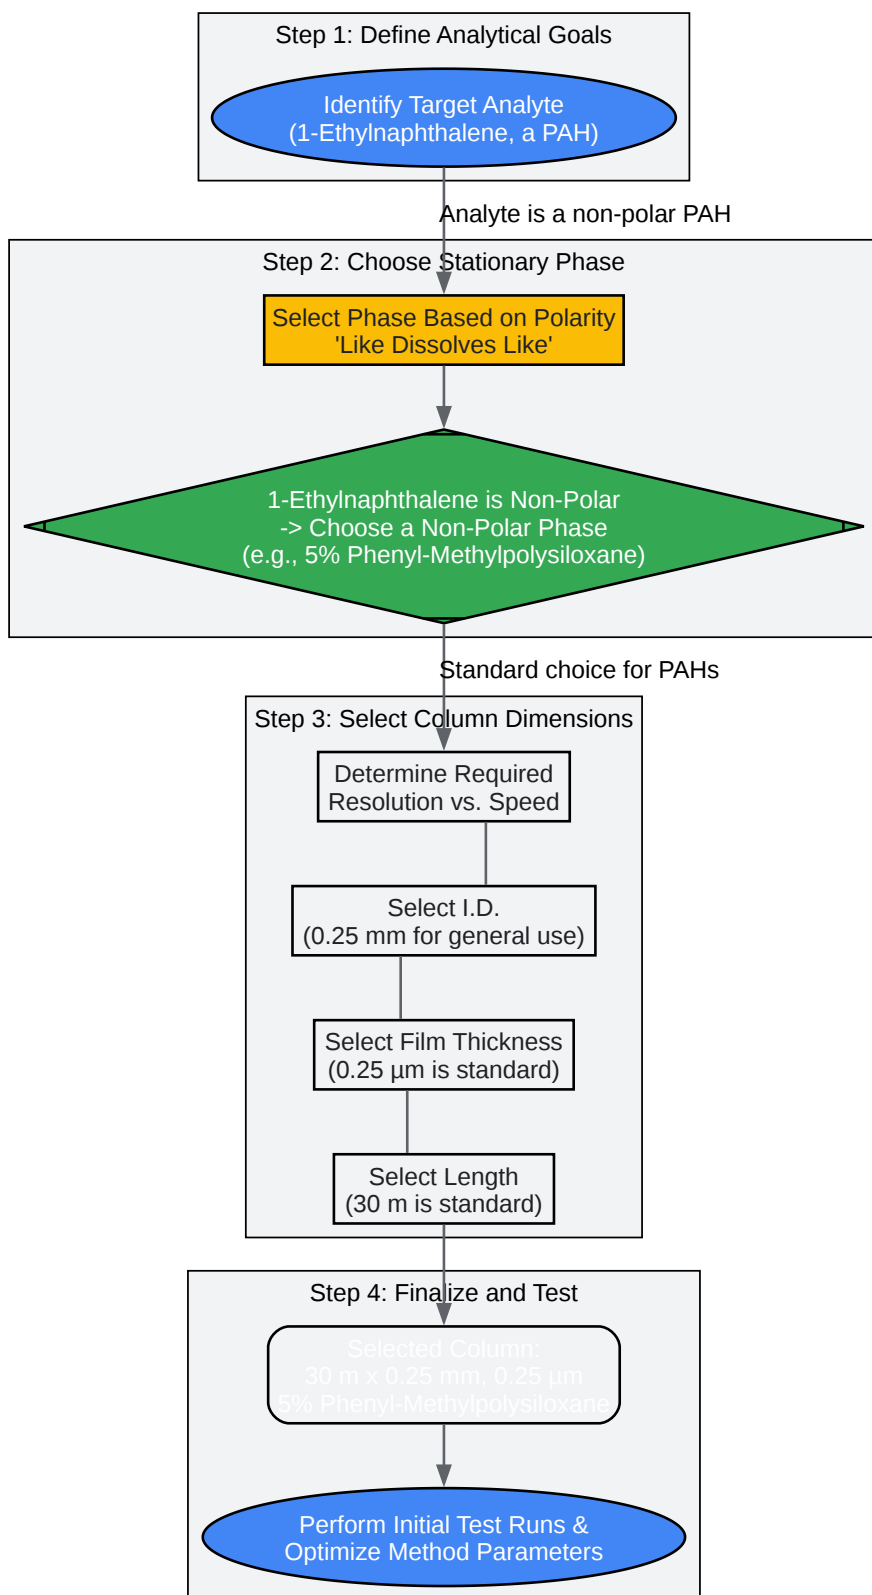 Step 1: Define Analytical Goals
Identify Target Analyte
(1-Ethylnaphthalene, a PAH)
Analyte is a non-polar PAH
Step 2: Choose Stationary Phase
Select Phase Based on Polarity
'Like Dissolves Like'
1-Ethylnaphthalene is Non-Polar
-> Choose a Non-Polar Phase
(e.g., 5% Phenyl-Methylpolysiloxane)
Standard choice for PAHs
Step 3: Select Column Dimensions
Determine Required
Resolution vs. Speed
Select I.D.
(0.25 mm for general use)
Select Film Thickness
(0.25 µm is standard)
Select Length
(30 m is standard)
Step 4: Finalize and Test
Selected Column:
30 m x 0.25 mm, 0.25 µm
5% Phenyl-Methylpolysiloxane
Perform Initial Test Runs &
Optimize Method Parameters